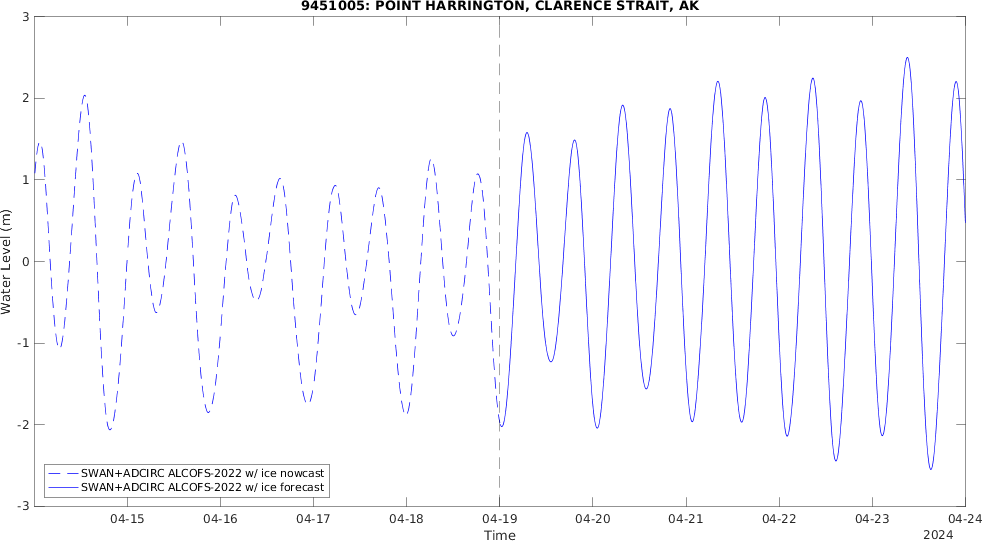 9451005: POINT HARRINGTON, CLARENCE STRAIT, AK
3
2
1
0
-1
-2
-3
Water Level (m)
SWAN+ADCIRC ALCOFS-2022 w/ ice nowcast
SWAN+ADCIRC ALCOFS-2022 w/ ice forecast
04-15 04-16 04-17 04-18 04-19 04-20 04-21 04-22 04-23 04-24
Time
2024